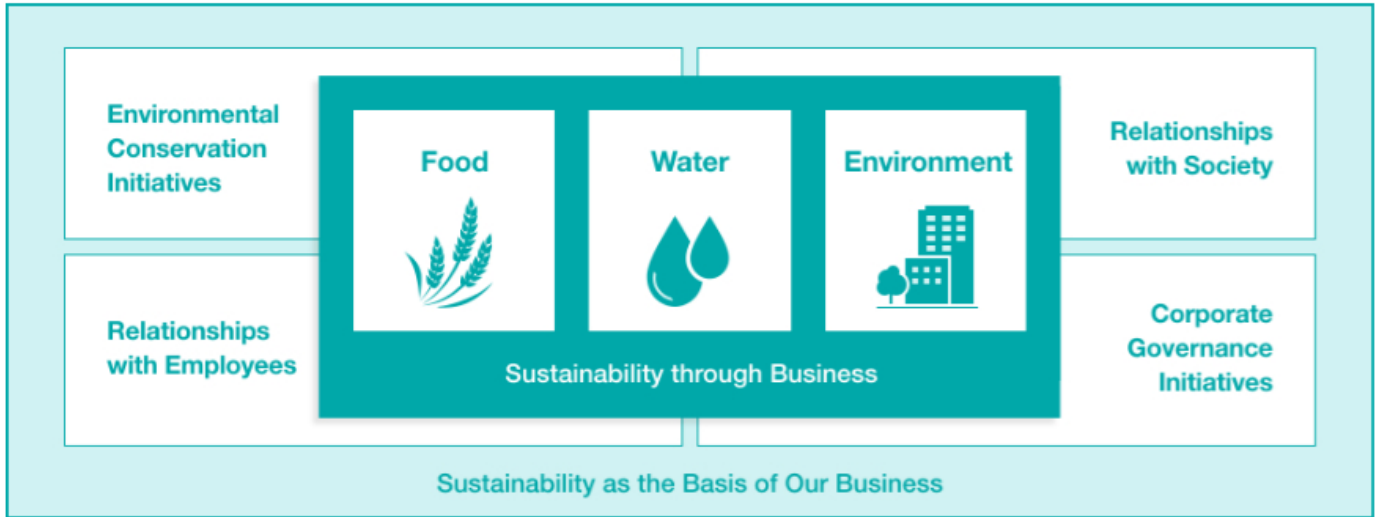 Environmental
Conservation
Initiatives
Food
Water
Environment
Relationships
with Society
Relationships
with Employees
Sustainability through Business
Corporate
Governance
Initiatives
Sustainability as the Basis of Our Business